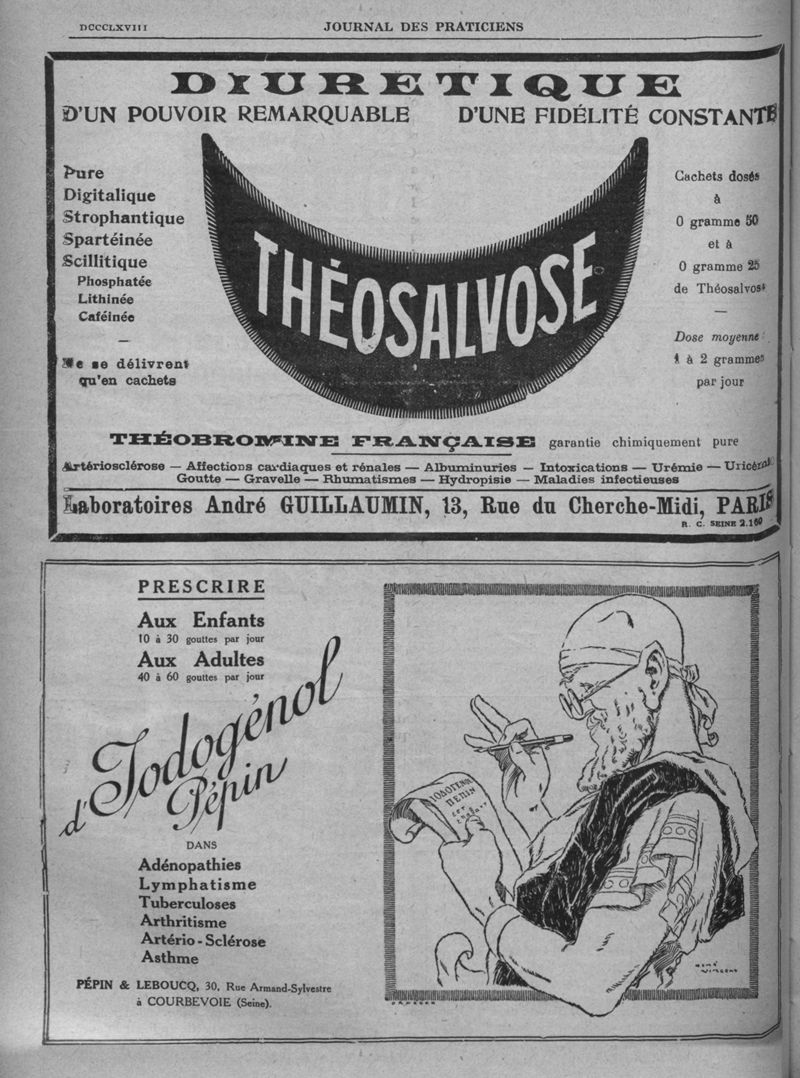 DCCCLXVIII
JOURNAL DES PRATICIENS
DIURETIQUE
D'UN POUVOIR REMARQUABLE D'UNE FIDÉLITÉ CONSTANTE
Pure
Digitalique
Strophantique
Spartéinée
Scillitique
Phosphatée
Lithinée
Caféinée
Ne se délivrent
qu'en cachets
THÉOSALVOSE
Cachets dosés
à
0 gramme 50
et à
0 gramme 25
de Théosalvose
Dose moyenne :
1 à 2 grammes
par jour
THÉOBROMINE FRANÇAISE garantie chimiquement pure
Artériosclérose — Affections cardiaques et rénales — Albuminuries — Intoxications — Urémie — Uricémie
Goutte — Gravelle — Rhumatismes — Hydropisie — Maladies infectieuses
Laboratoires André GUILLAUMIN, 13, Rue du Cherche-Midi, PARIS
R. C. SEINE 2.160
PRESCRIRE
Aux Enfants
10 à 30 gouttes par jour
Aux Adultes
40 à 60 gouttes par jour
d'Iodogénol
Pépin
DANS
Adénopathies
Lymphatisme
Tuberculoses
Arthritisme
Artério-Sclérose
Asthme
PÉPIN & LEBOUCQ, 30, Rue Armand-Sylvestre
à COURBEVOIE (Seine).
IODOGENOL
PEPIN
RENÉ
VINCENT
DRAEGER